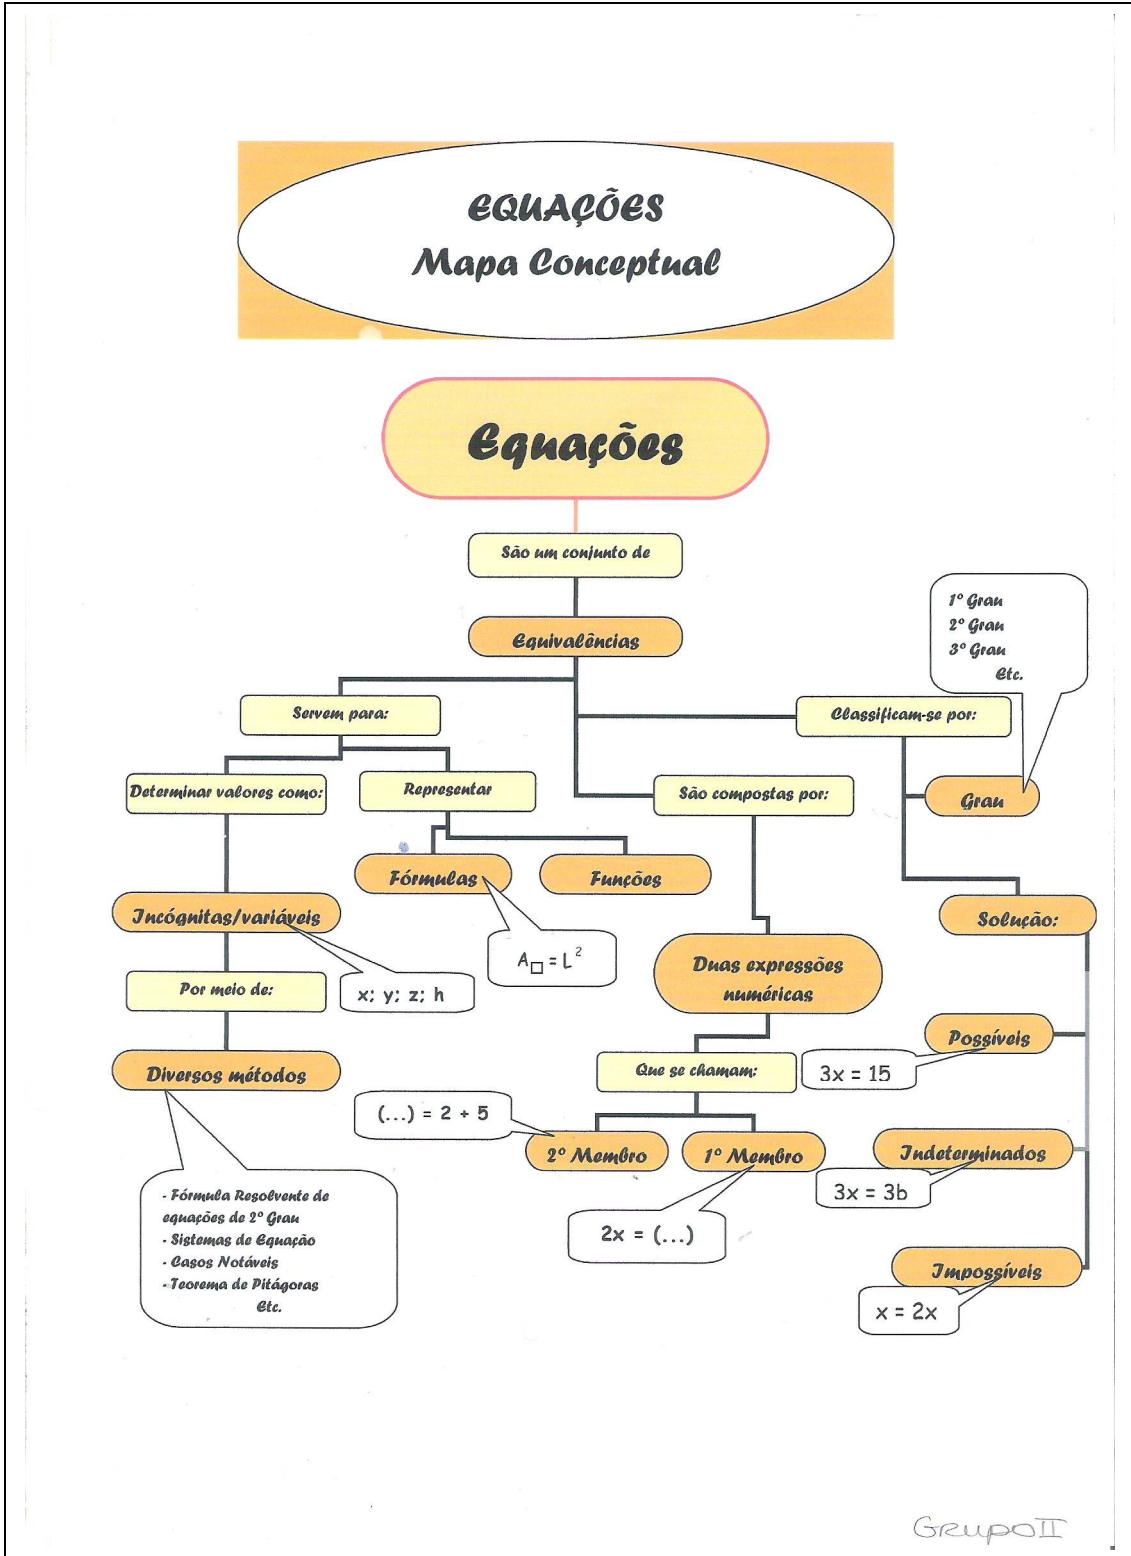 EQUAÇÕES
Mapa Conceptual
Equações
São um conjunto de
Equivalências
1º Grau
2º Grau
3º Grau
Etc.
Servem para:
Classificam-se por:
Determinar valores como:
Representar
São compostas por:
Grau
Fórmulas
Funções
Incógnitas/variáveis
Solução:
A□ = L²
Duas expressões
numéricas
x; y; z; h
Por meio de:
Possíveis
3x = 15
Diversos métodos
Que se chamam:
(...) = 2 + 5
2º Membro
1º Membro
Indeterminados
3x = 3b
2x = (...)
- Fórmula Resolvente de
equações de 2º Grau
- Sistemas de Equação
- Casos Notáveis
- Teorema de Pitágoras
Etc.
Impossíveis
x = 2x
GRUPO II